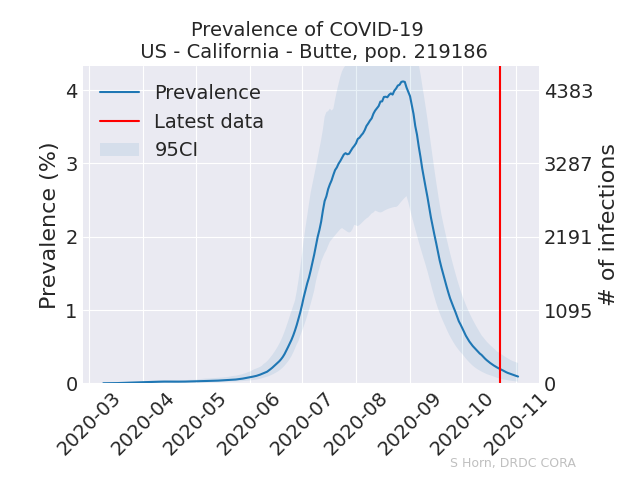 Prevalence of COVID-19
US - California - Butte, pop. 219186
Prevalence
Latest data
95CI
Prevalence (%)
4
3
2
1
0
4383
3287
2191
1095
0
# of infections
2020-03
2020-04
2020-05
2020-06
2020-07
2020-08
2020-09
2020-10
2020-11
S Horn, DRDC CORA